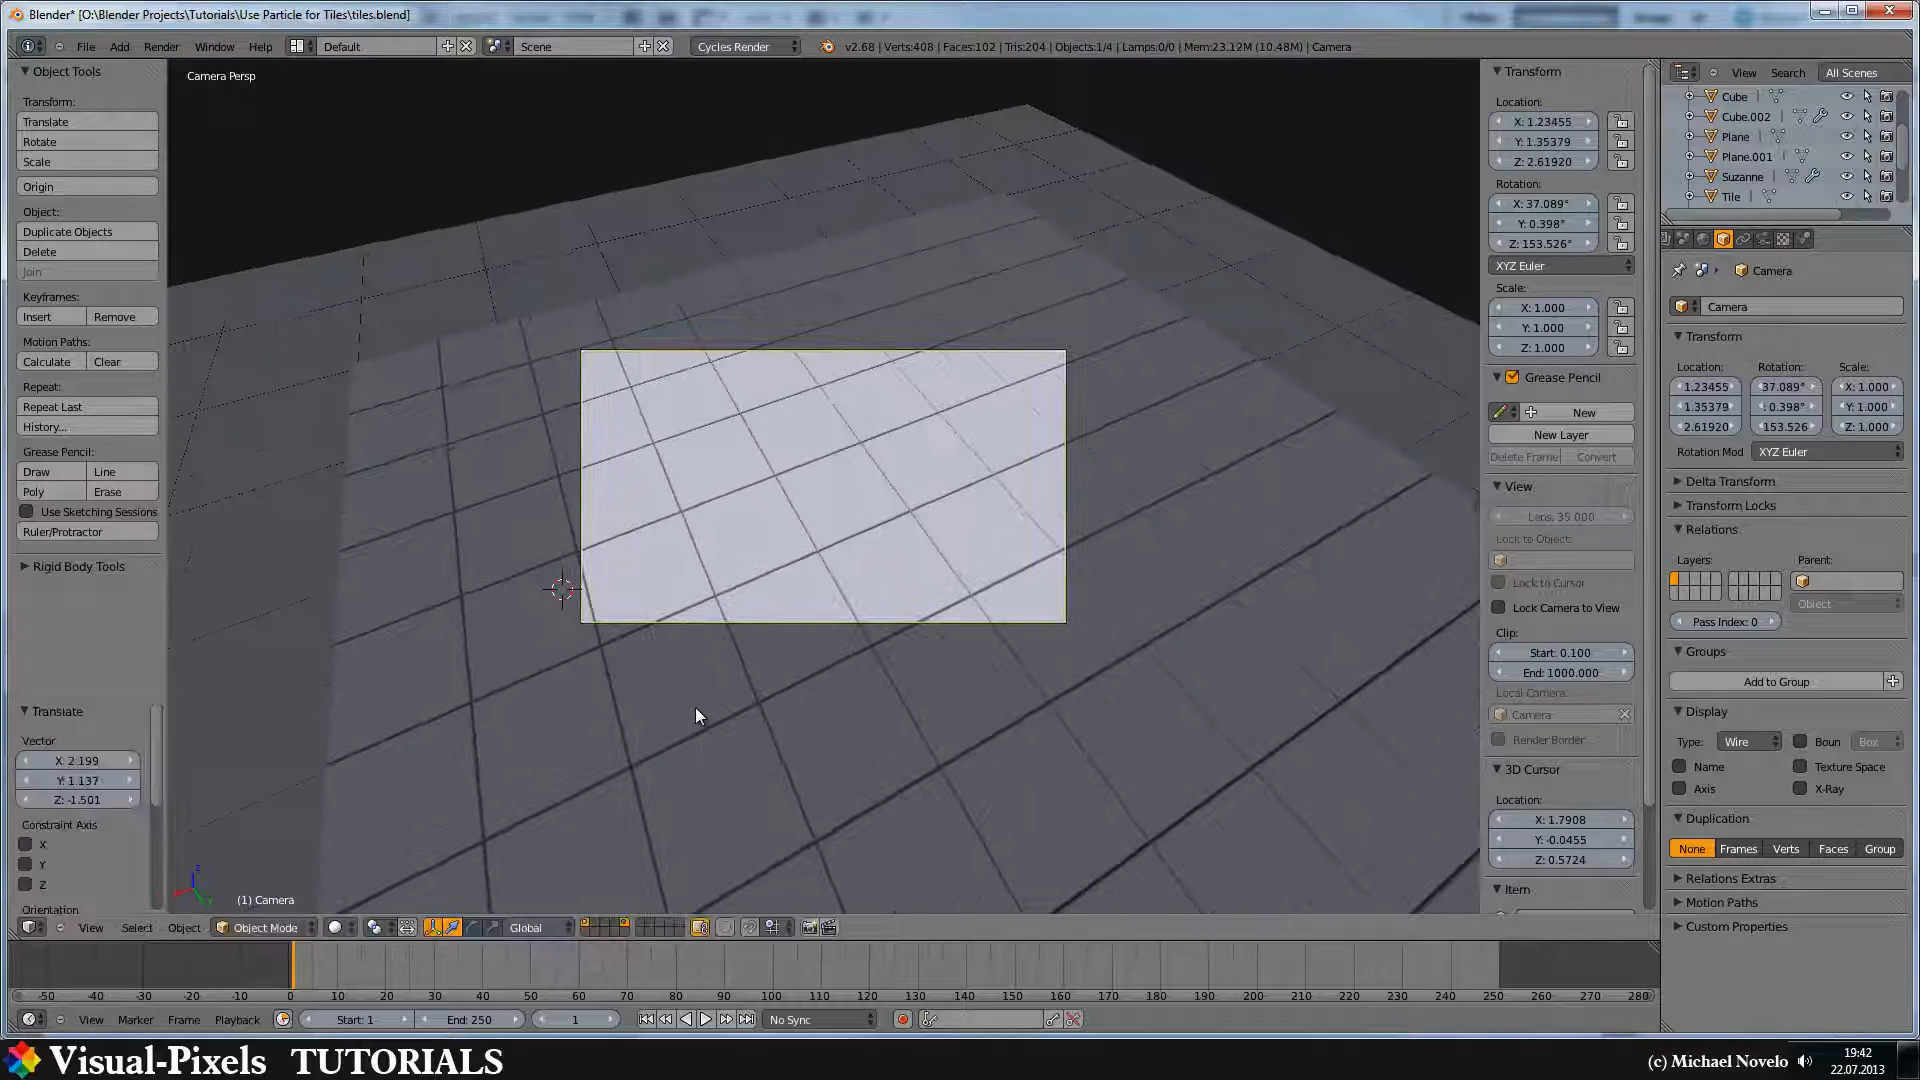 Blender* [O:\Blender Projects\Tutorials\Use Particle for Tiles\tiles.blend]
File Add Render Window Help Default Scene Cycles Render v2.68 | Verts:408 | Faces:102 | Tris:204 | Objects:1/4 | Lamps:0/0 | Mem:23.12M (10.48M) | Camera
Object Tools
Transform:
Translate
Rotate
Scale
Origin
Object:
Duplicate Objects
Delete
Join
Keyframes:
Insert Remove
Motion Paths:
Calculate Clear
Repeat:
Repeat Last
History...
Grease Pencil:
Draw Line
Poly Erase
Use Sketching Sessions
Ruler/Protractor
Rigid Body Tools
Translate
Vector
X: 2.199
Y: 1.137
Z: -1.501
Constraint Axis
X
Y
Z
Orientation
Camera Persp
(1) Camera
Transform
Location:
X: 1.23455
Y: 1.35379
Z: 2.61920
Rotation:
X: 37.089°
Y: 0.398°
Z: 153.526°
XYZ Euler
Scale:
X: 1.000
Y: 1.000
Z: 1.000
Grease Pencil
New
New Layer
Delete Frame Convert
View
Lens: 35.000
Lock to Object:
Lock to Cursor
Lock Camera to View
Clip:
Start: 0.100
End: 1000.000
Local Camera:
Camera
Render Border
3D Cursor
Location:
X: 1.7908
Y: -0.0455
Z: 0.5724
Item
View Search All Scenes
Cube
Cube.002
Plane
Plane.001
Suzanne
Tile
Camera
Camera
Transform
Location: Rotation: Scale:
1.23455 37.089° X: 1.000
1.35379 : 0.398° Y: 1.000
2.61920 153.526 Z: 1.000
Rotation Mod XYZ Euler
Delta Transform
Transform Locks
Relations
Layers: Parent:
Object
Pass Index: 0
Groups
Add to Group
Display
Type: Wire Boun Box
Name Texture Space
Axis X-Ray
Duplication
None Frames Verts Faces Group
Relations Extras
Motion Paths
Custom Properties
View Select Object Object Mode Global
-50 -40 -30 -20 -10 0 10 20 30 40 50 60 70 80 90 100 110 120 130 140 150 160 170 180 190 200 210 220 230 240 250 260 270 280
View Marker Frame Playback Start: 1 End: 250 1 No Sync
Visual-Pixels TUTORIALS
(c) Michael Novelo
19:42
22.07.2013